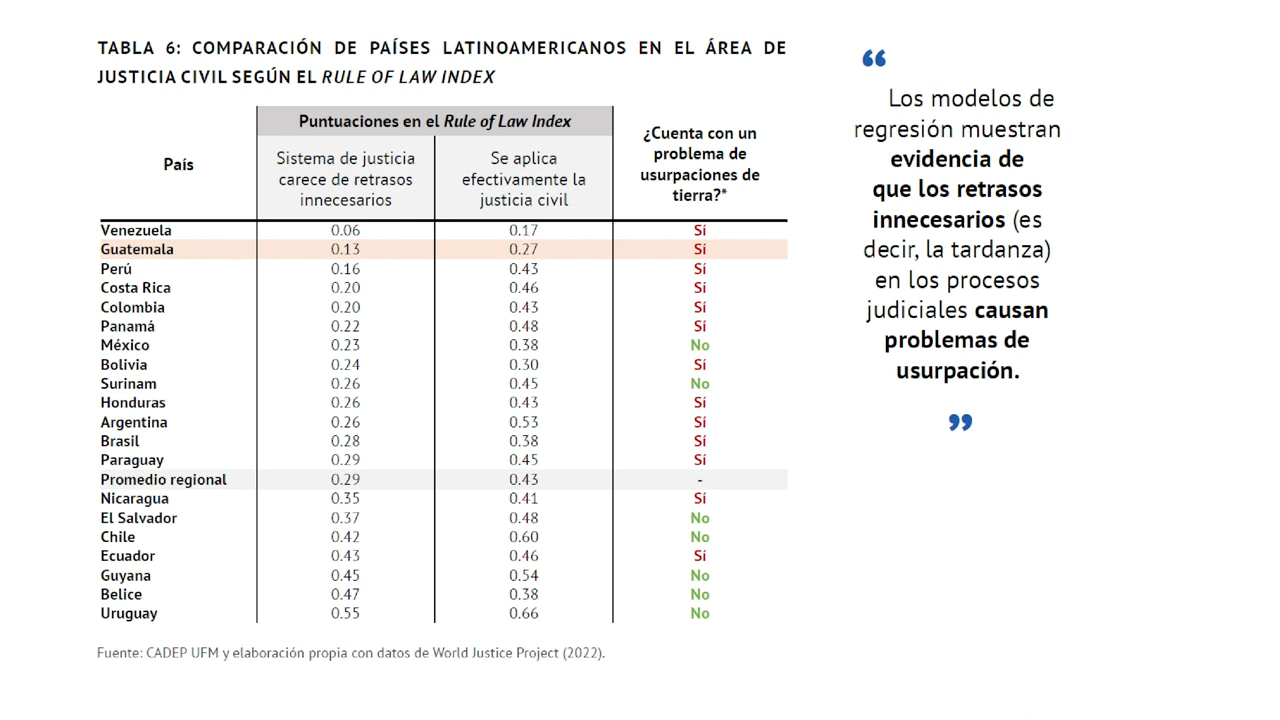 TABLA 6: COMPARACIÓN DE PAÍSES LATINOAMERICANOS EN EL ÁREA DE
JUSTICIA CIVIL SEGÚN EL RULE OF LAW INDEX
País
Puntuaciones en el Rule of Law Index
Sistema de justicia
carece de retrasos
innecesarios
Se aplica
efectivamente la
justicia civil
¿Cuenta con un
problema de
usurpaciones de
tierra?*
Venezuela 0.06 0.17 Sí
Guatemala 0.13 0.27 Sí
Perú 0.16 0.43 Sí
Costa Rica 0.20 0.46 Sí
Colombia 0.20 0.43 Sí
Panamá 0.22 0.48 Sí
México 0.23 0.38 No
Bolivia 0.24 0.30 Sí
Surinam 0.26 0.45 No
Honduras 0.26 0.43 Sí
Argentina 0.26 0.53 Sí
Brasil 0.28 0.38 Sí
Paraguay 0.29 0.45 Sí
Promedio regional 0.29 0.43 -
Nicaragua 0.35 0.41 Sí
El Salvador 0.37 0.48 No
Chile 0.42 0.60 No
Ecuador 0.43 0.46 Sí
Guyana 0.45 0.54 No
Belice 0.47 0.38 No
Uruguay 0.55 0.66 No
Fuente: CADEP UFM y elaboración propia con datos de World Justice Project (2022).
“
Los modelos de
regresión muestran
evidencia de
que los retrasos
innecesarios (es
decir, la tardanza)
en los procesos
judiciales causan
problemas de
usurpación.
”